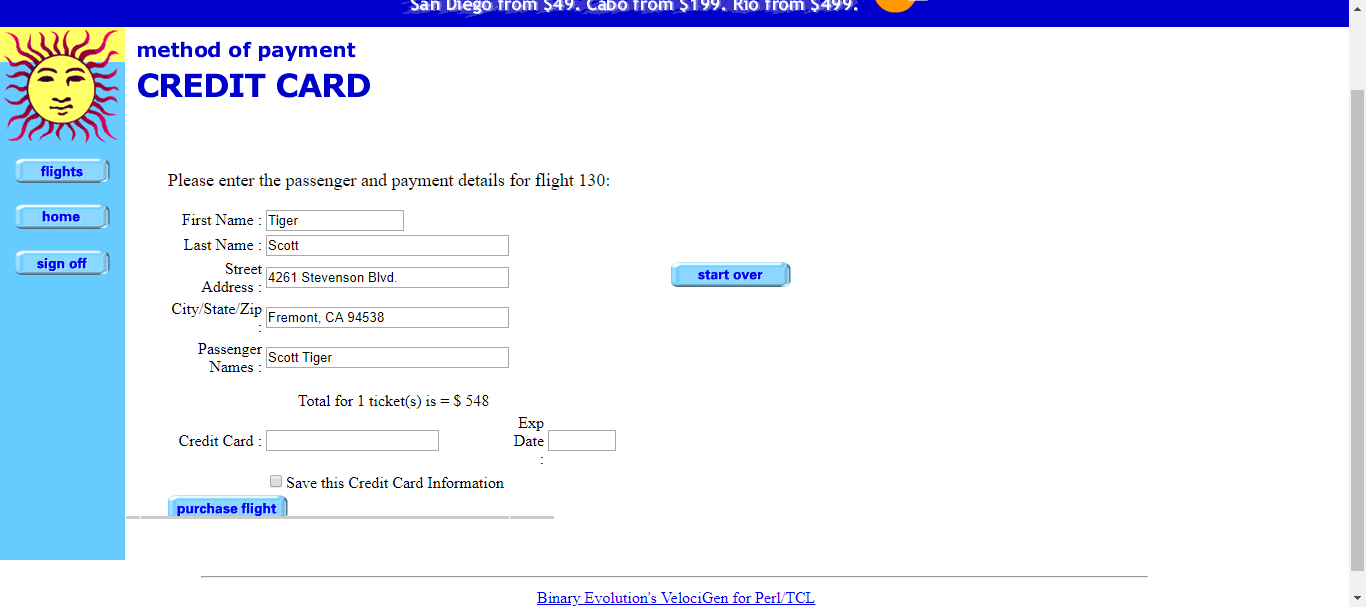 San Diego from $49. Cabo from $199. Rio from $499.
method of payment
CREDIT CARD
flights
home
sign off
Please enter the passenger and payment details for flight 130:
First Name : Tiger
Last Name : Scott
Street
Address : 4261 Stevenson Blvd.
start over
City/State/Zip
: Fremont, CA 94538
Passenger
Names : Scott Tiger
Total for 1 ticket(s) is = $ 548
Credit Card :
Exp
Date
:
Save this Credit Card Information
purchase flight
Binary Evolution's VelociGen for Perl/TCL